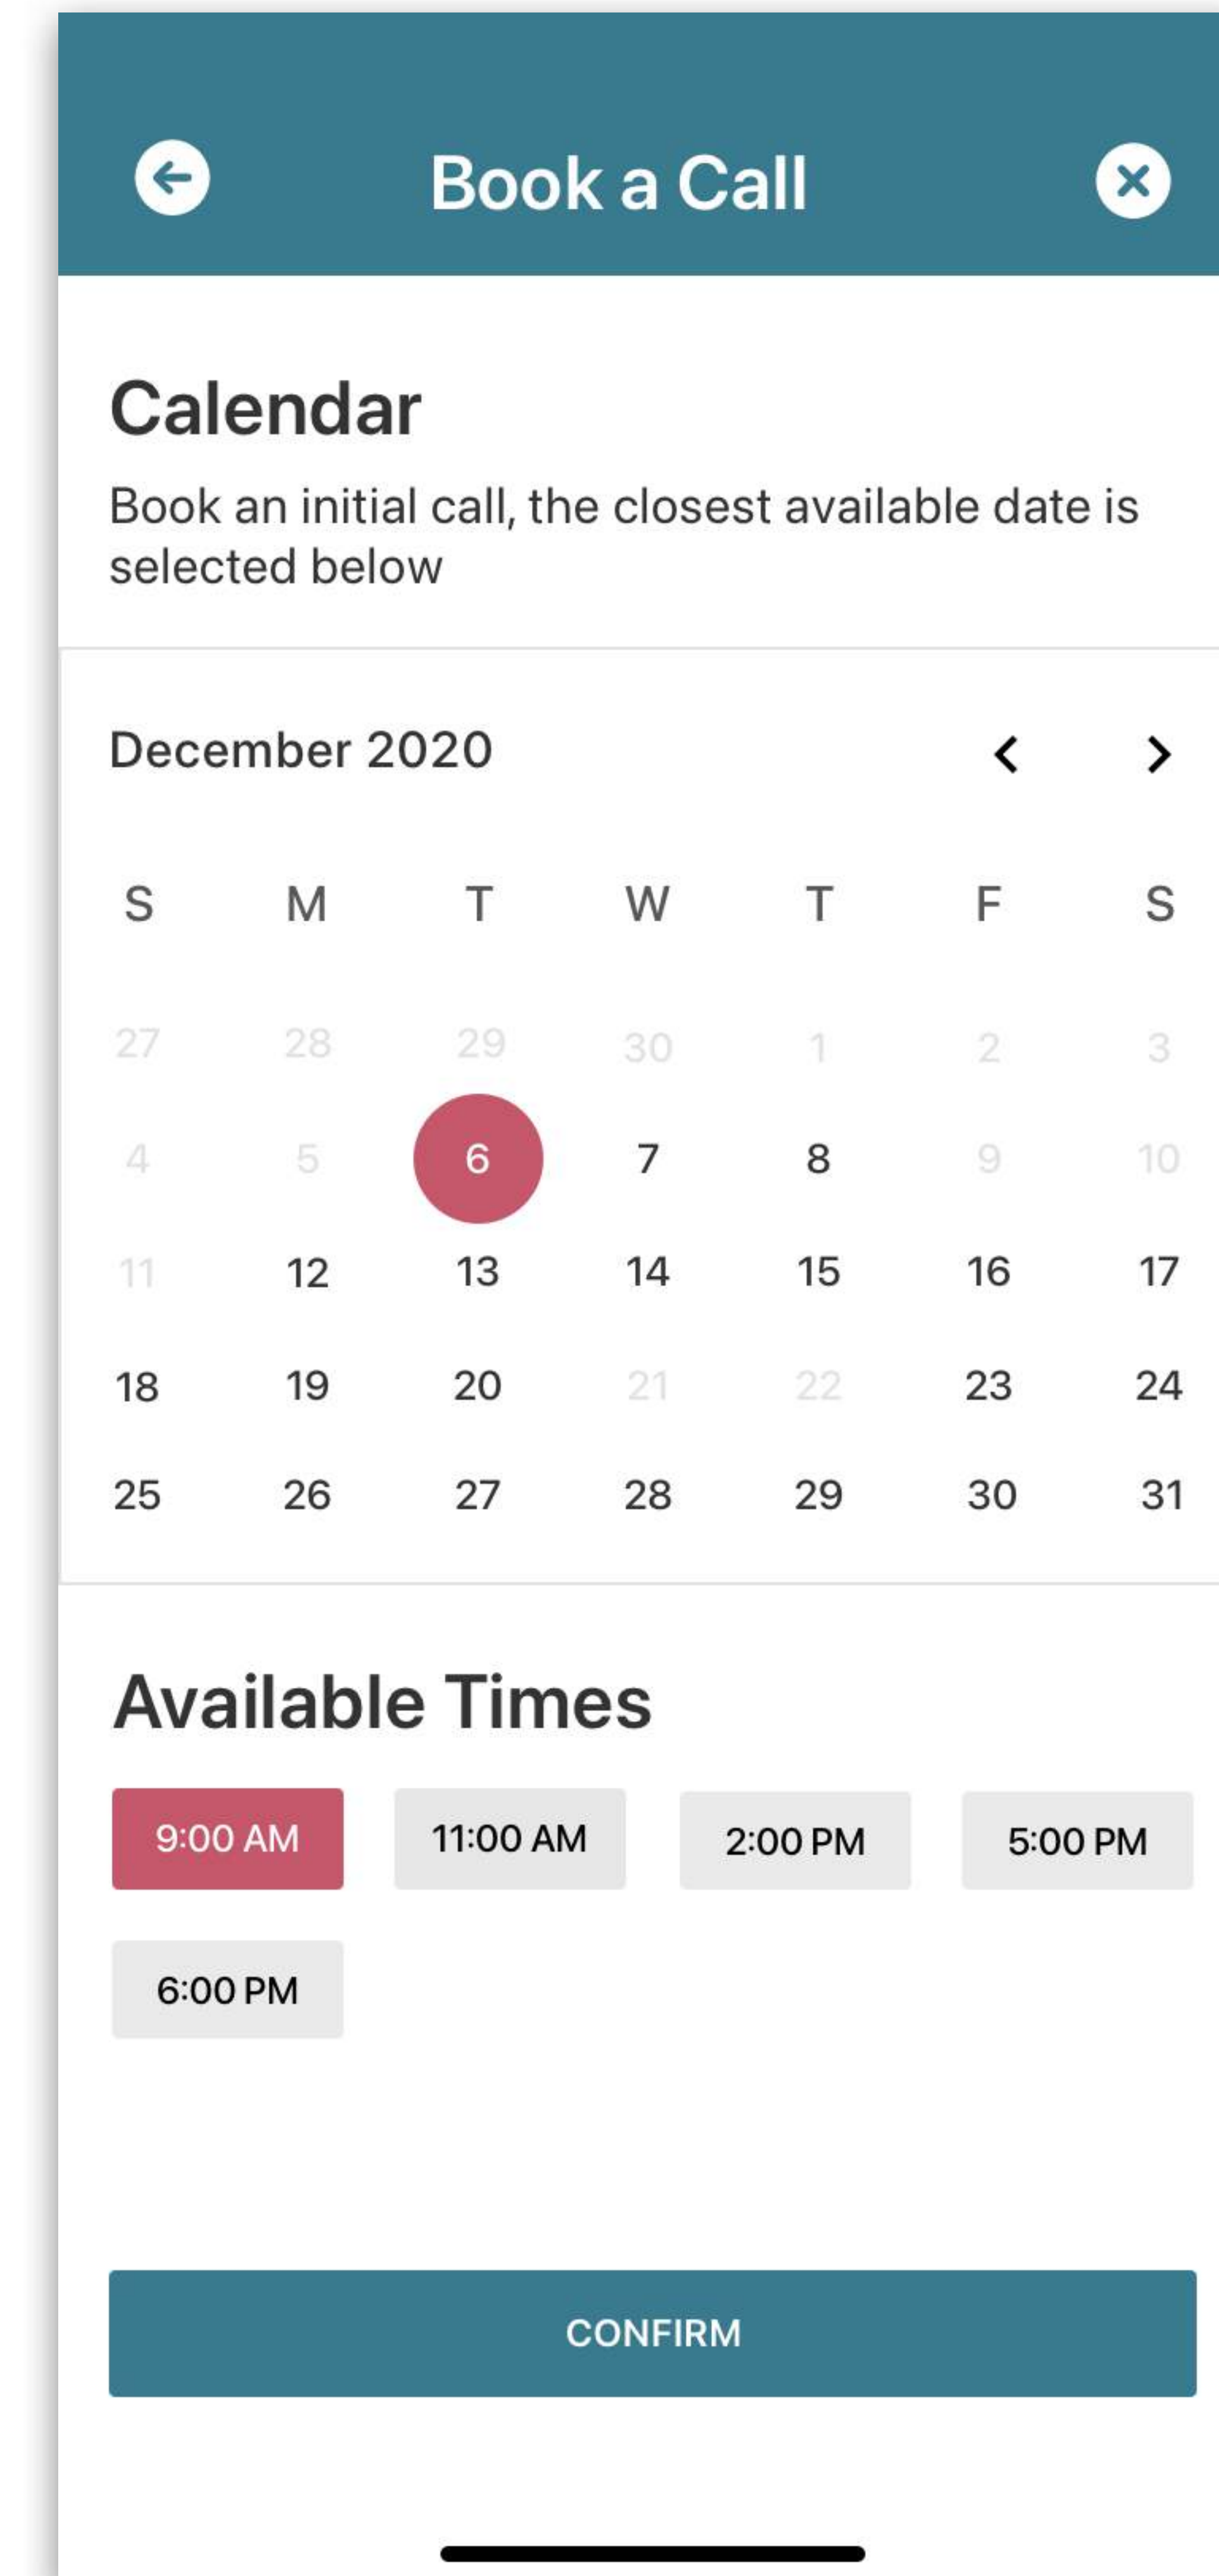 Book a Call
Calendar
Book an initial call, the closest available date is
selected below
December 2020
S M T W T F S
27 28 29 30 1 2 3
4 5 6 7 8 9 10
11 12 13 14 15 16 17
18 19 20 21 22 23 24
25 26 27 28 29 30 31
Available Times
9:00 AM 11:00 AM 2:00 PM 5:00 PM
6:00 PM
CONFIRM